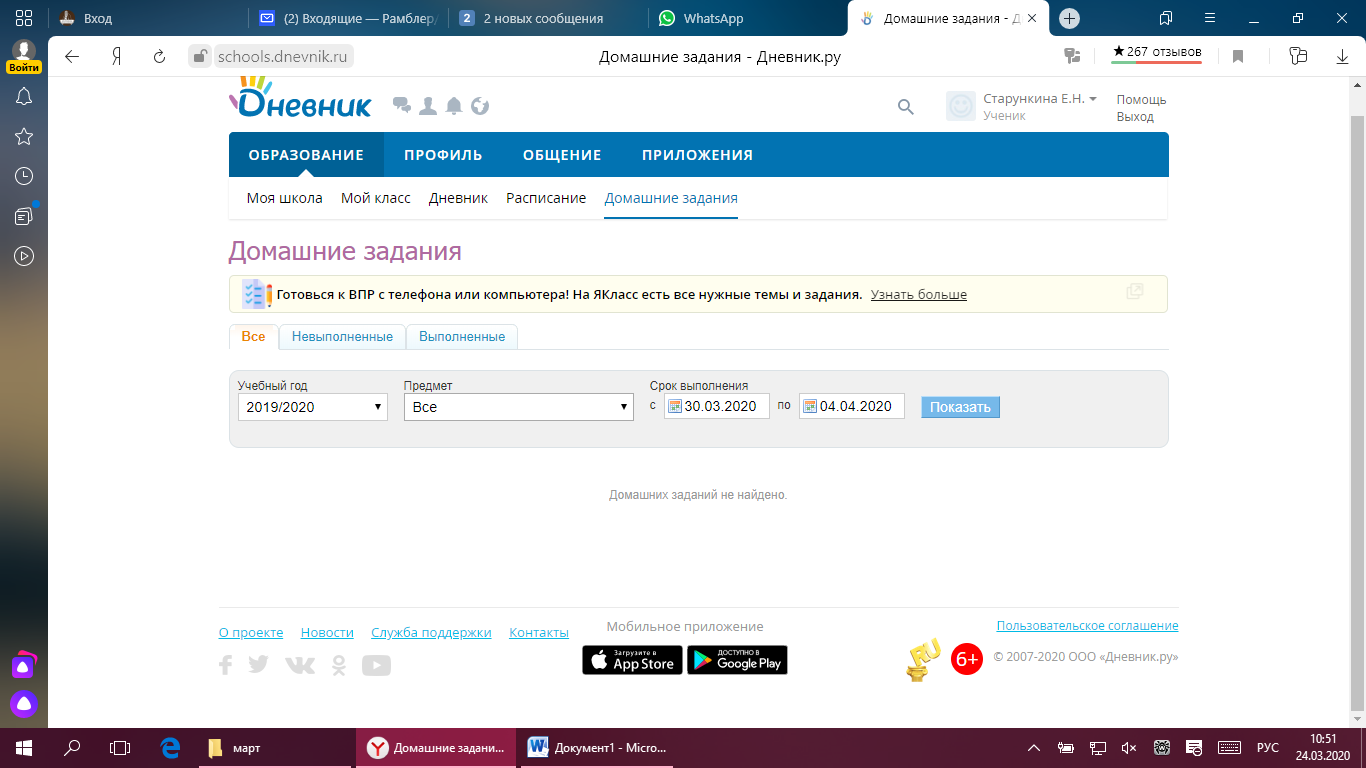 Вход
(2) Входящие — Рамблер/
2 новых сообщения
WhatsApp
Домашние задания - Д
Войти
schools.dnevnik.ru
Домашние задания - Дневник.ру
★267 отзывов
Дневник
Старункина Е.Н.
Ученик
Помощь
Выход
ОБРАЗОВАНИЕ ПРОФИЛЬ ОБЩЕНИЕ ПРИЛОЖЕНИЯ
Моя школа Мой класс Дневник Расписание Домашние задания
Домашние задания
Готовься к ВПР с телефона или компьютера! На ЯКласс есть все нужные темы и задания. Узнать больше
Все Невыполненные Выполненные
Учебный год Предмет Срок выполнения
2019/2020 Все с 30.03.2020 по 04.04.2020 Показать
Домашних заданий не найдено.
О проекте Новости Служба поддержки Контакты
Мобильное приложение
Загрузите в
App Store
ДОСТУПНО В
Google Play
RU
6+
Пользовательское соглашение
© 2007-2020 ООО «Дневник.ру»
март
Домашние задани...
Документ1 - Micro...
РУС
10:51
24.03.2020